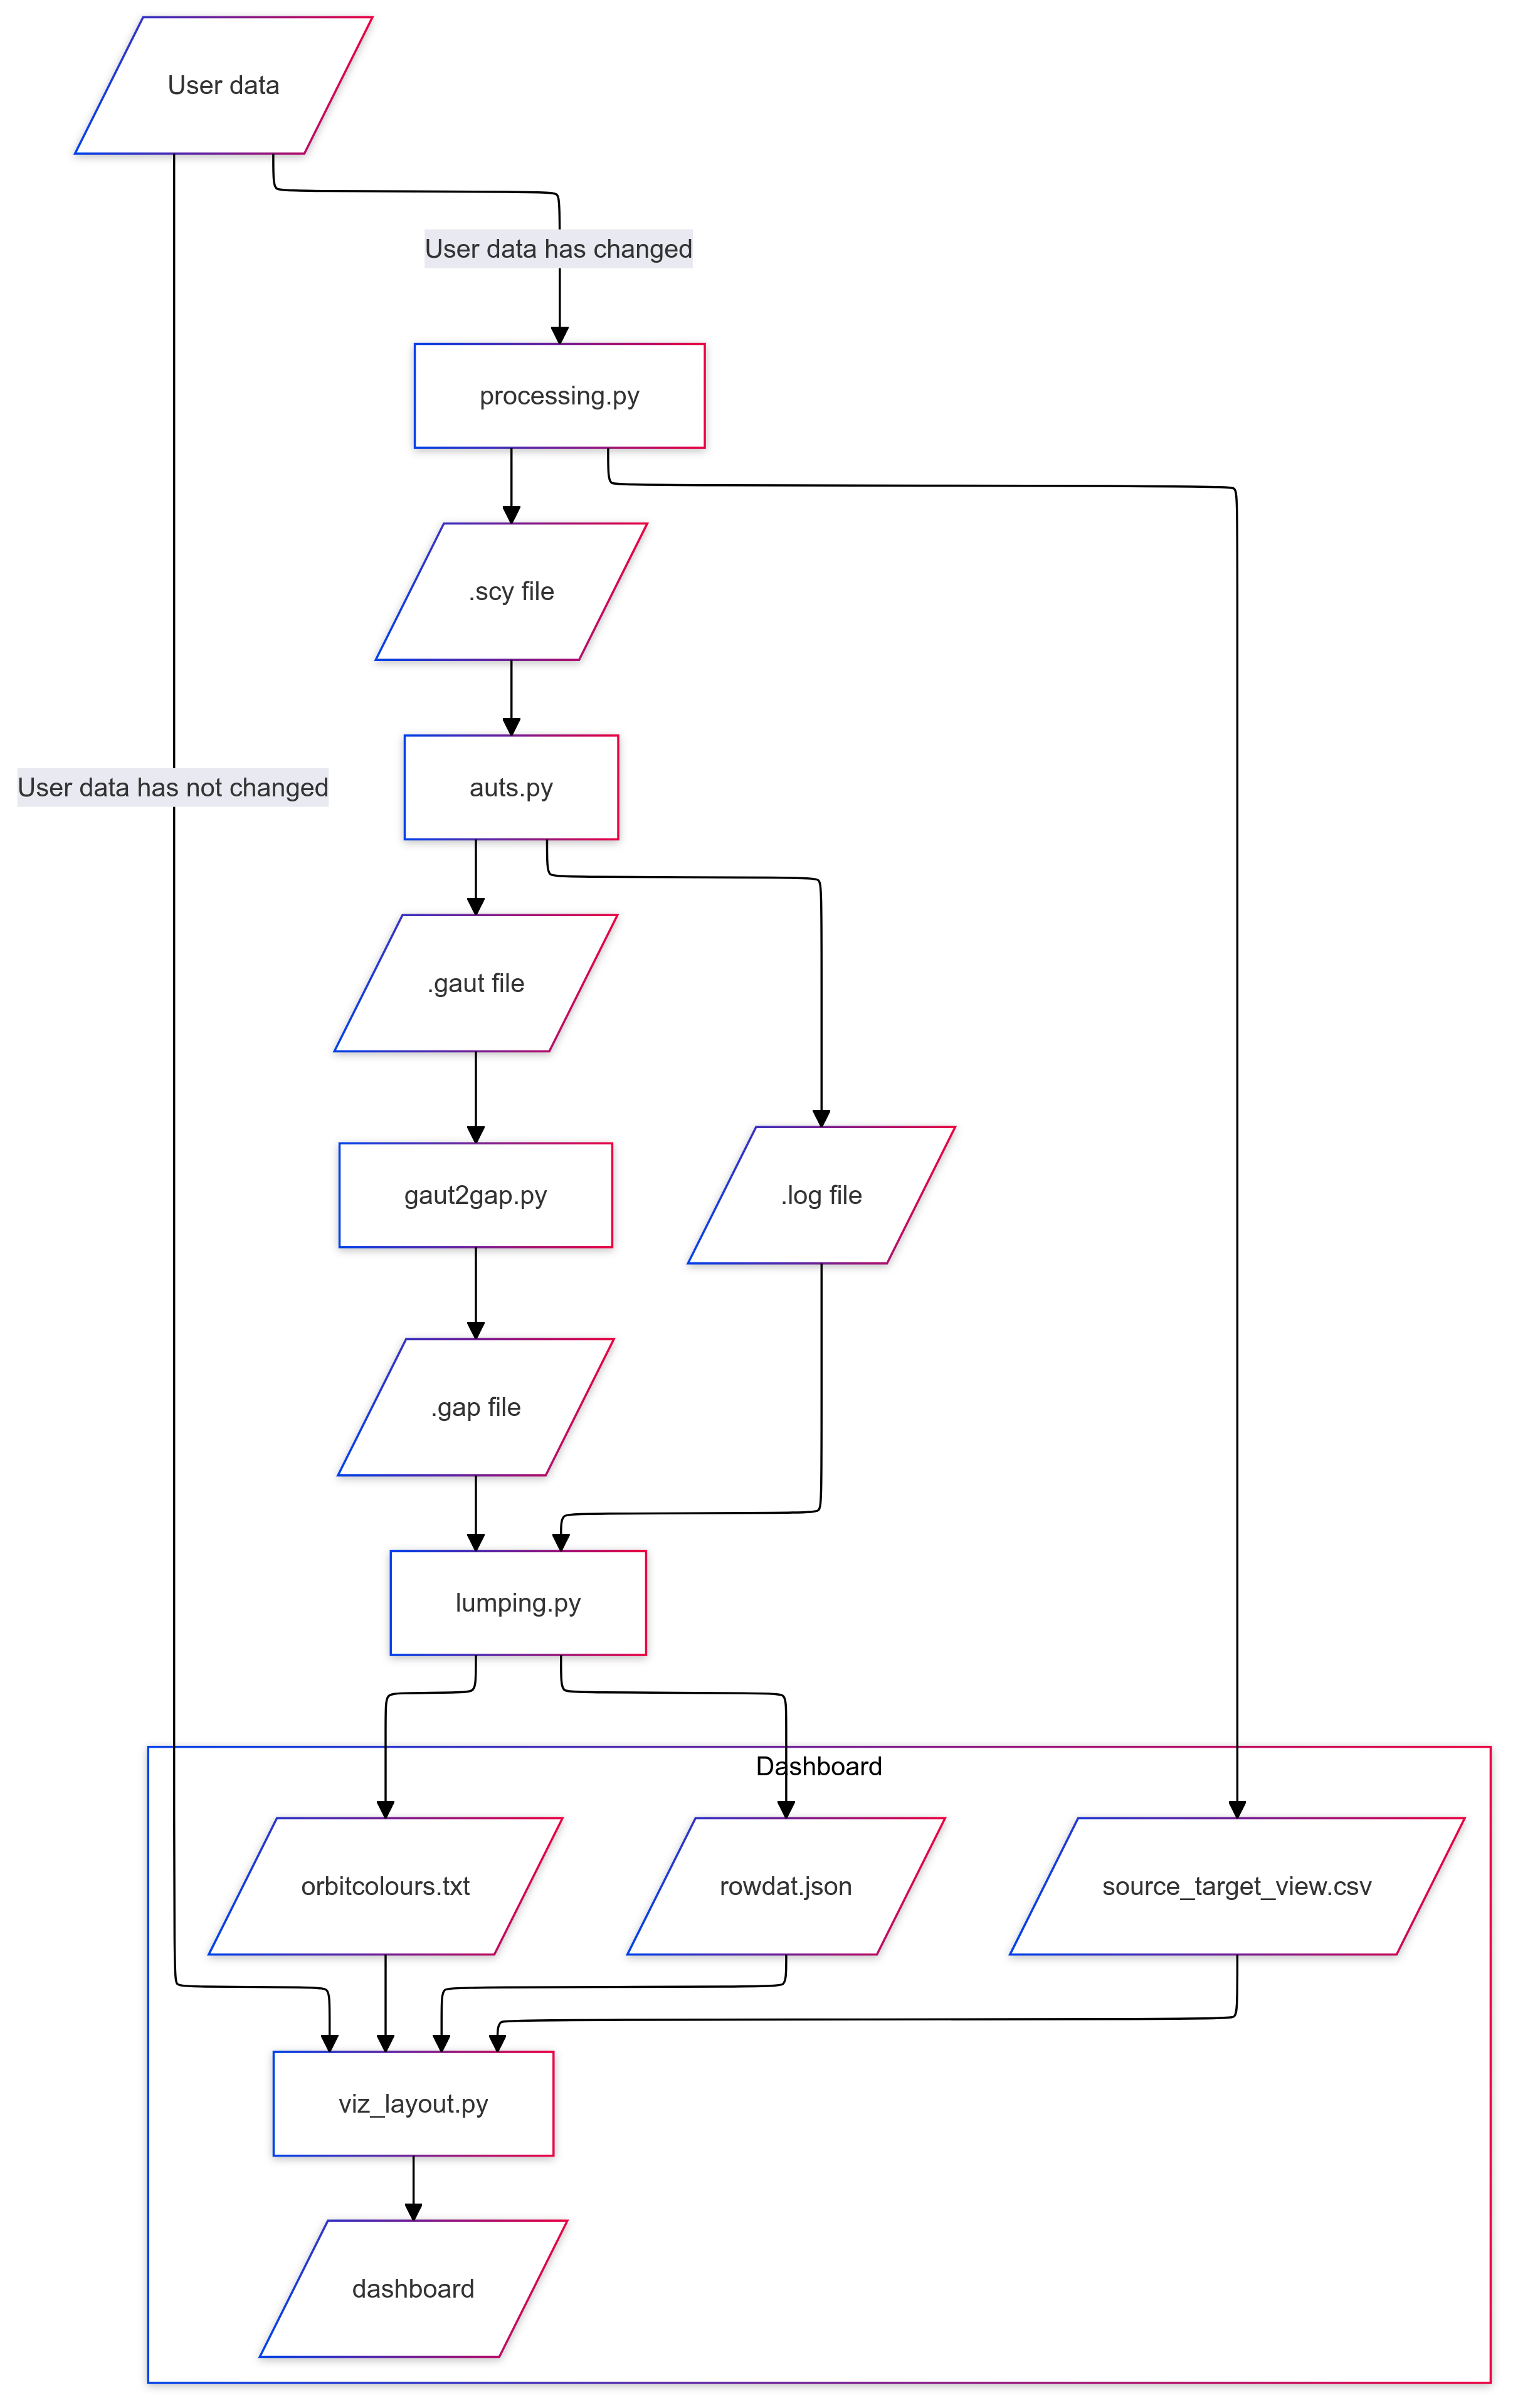 User data
User data has changed
processing.py
.scy file
User data has not changed
auts.py
.gaut file
gaut2gap.py
.log file
.gap file
lumping.py
Dashboard
orbitcolours.txt
rowdat.json
source_target_view.csv
viz_layout.py
dashboard